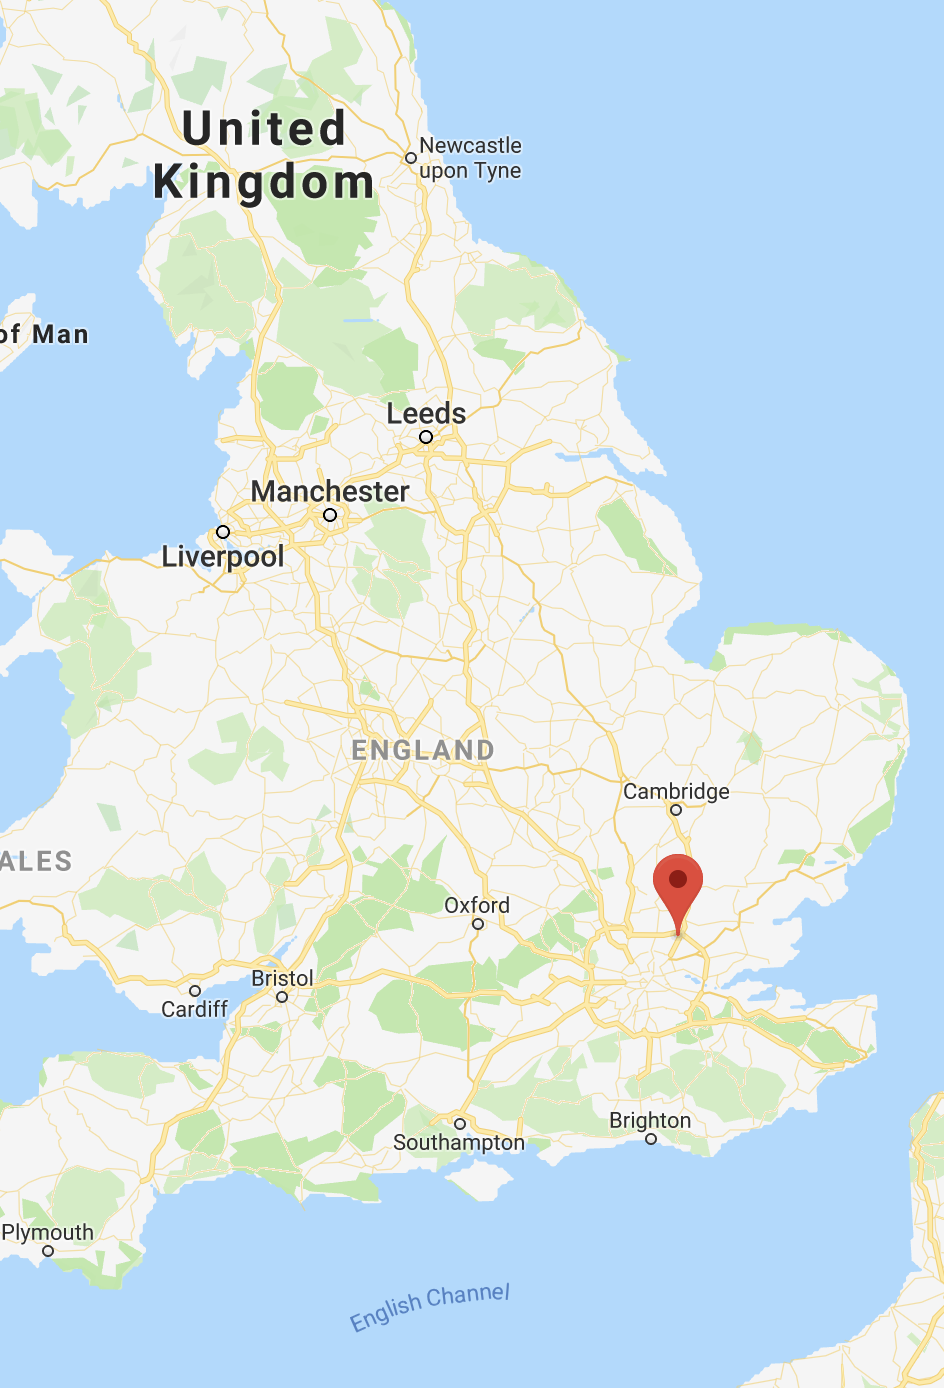 United
Kingdom
Newcastle
upon Tyne
of Man
Leeds
Manchester
Liverpool
ENGLAND
Cambridge
ALES
Oxford
Bristol
Cardiff
Brighton
Southampton
Plymouth
English Channel